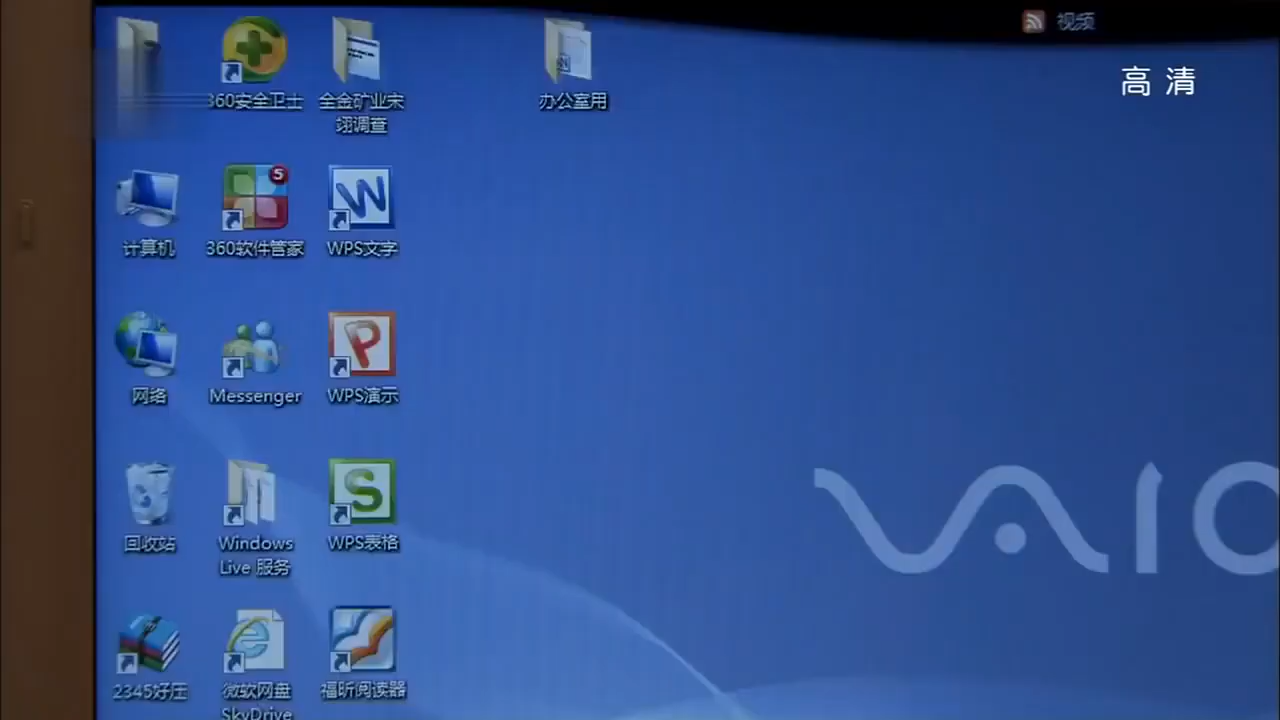 视频
高清
360安全卫士
全金矿业宋
翊调查
办公室用
计算机
5
360软件管家
W
WPS文字
网络
Messenger
P
WPS演示
回收站
Windows
Live 服务
S
WPS表格
VAIO
2345好压
微软网盘
SkyDrive
福昕阅读器